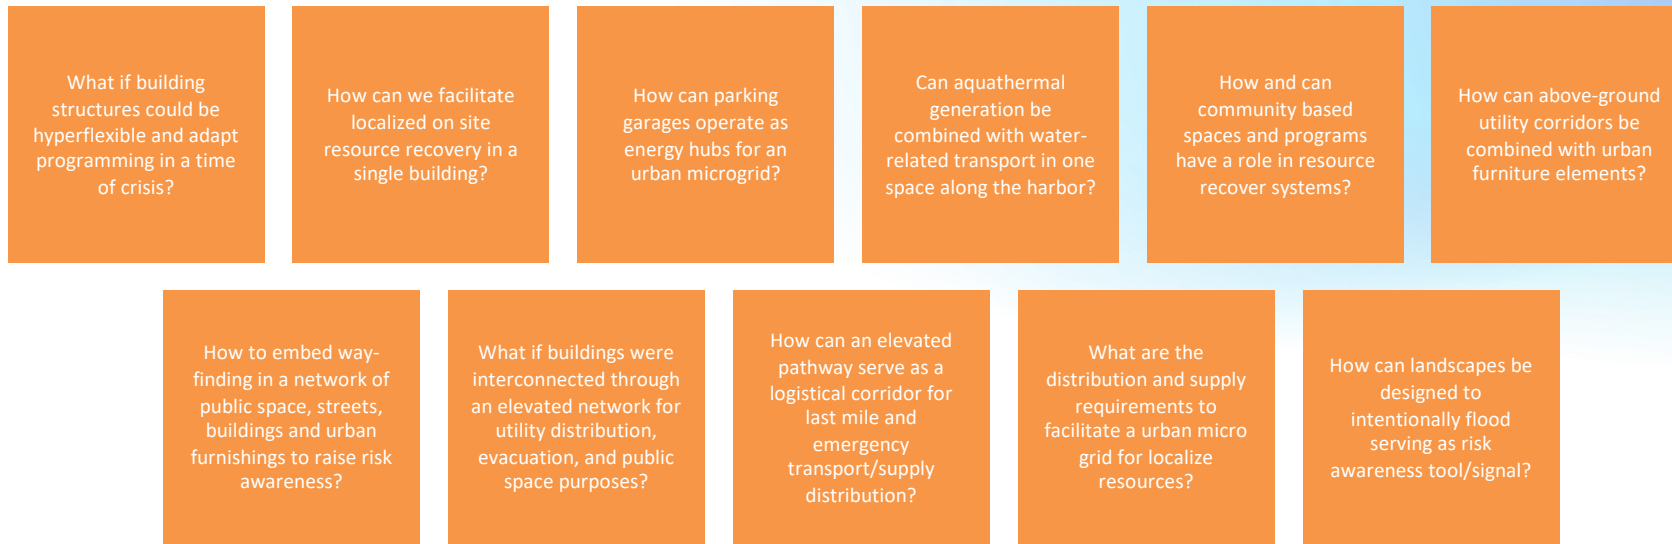 What if building
structures could be
hyperflexible and adapt
programming in a time
of crisis?
How can we facilitate
localized on site
resource recovery in a
single building?
How can parking
garages operate as
energy hubs for an
urban microgrid?
Can aquathermal
generation be
combined with water-
related transport in one
space along the harbor?
How and can
community based
spaces and programs
have a role in resource
recover systems?
How can above-ground
utility corridors be
combined with urban
furniture elements?
How to embed way-
finding in a network of
public space, streets,
buildings and urban
furnishings to raise risk
awareness?
What if buildings were
interconnected through
an elevated network for
utility distribution,
evacuation, and public
space purposes?
How can an elevated
pathway serve as a
logistical corridor for
last mile and
emergency
transport/supply
distribution?
What are the
distribution and supply
requirements to
facilitate a urban micro
grid for localize
resources?
How can landscapes be
designed to
intentionally flood
serving as risk
awareness tool/signal?